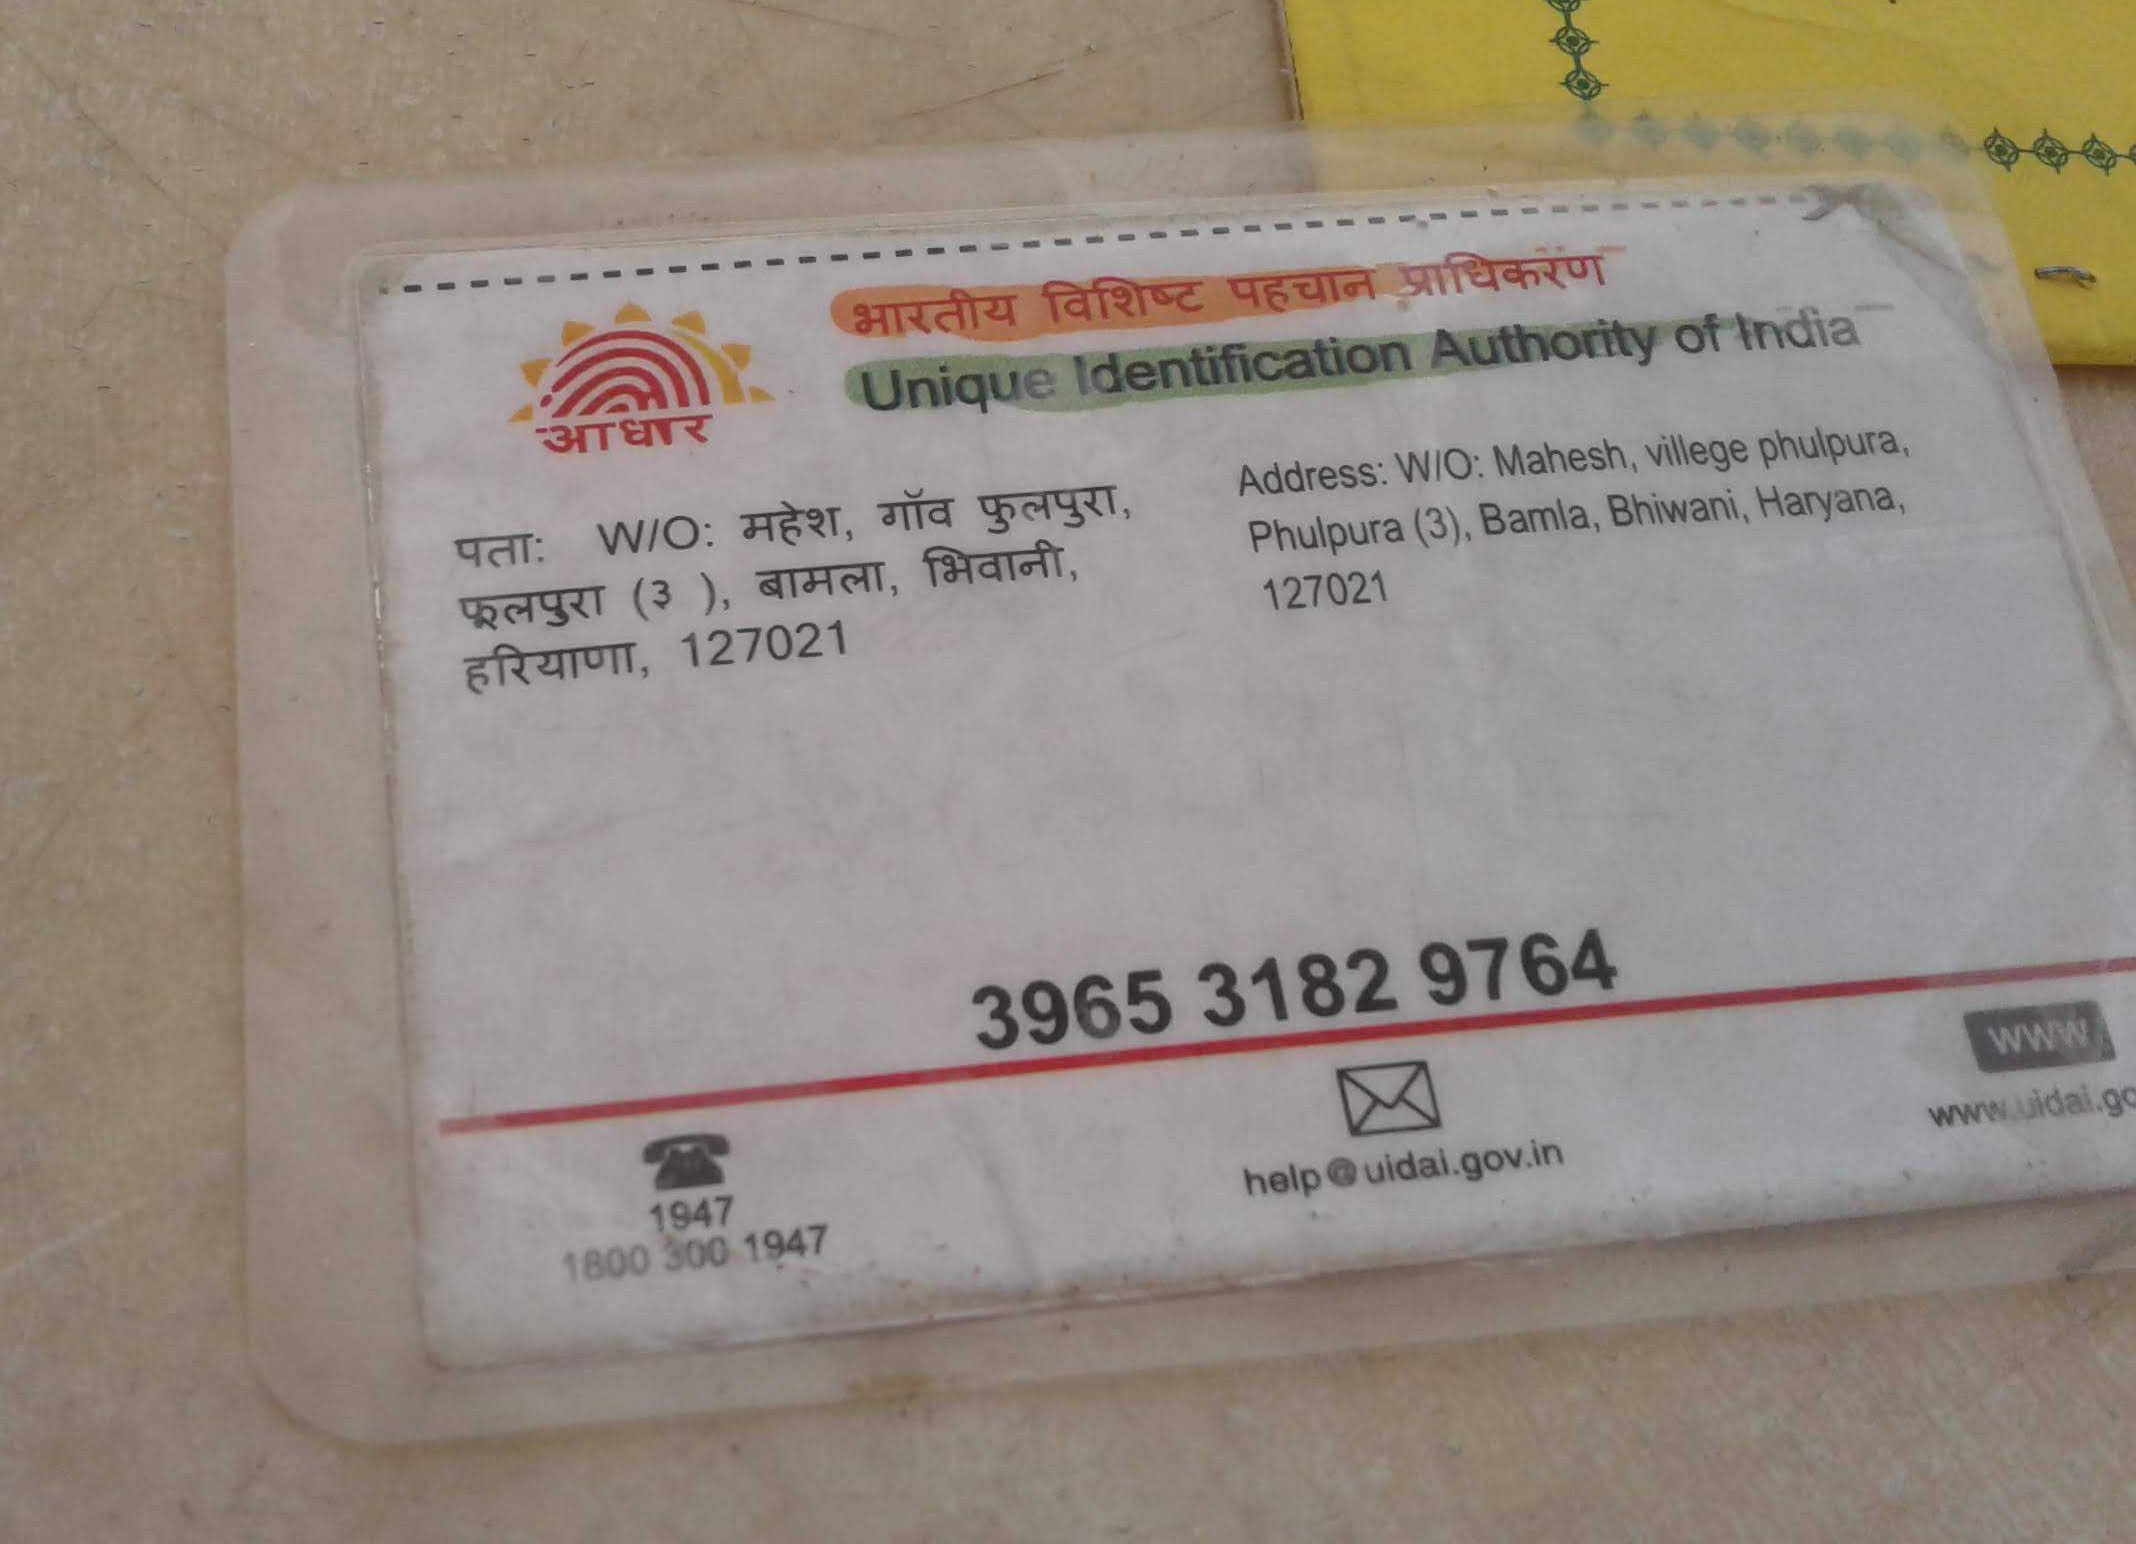 भारतीय विशिष्ट पहचान प्राधिकरण
Unique Identification Authority of India
आधार
पता: W/O: महेश, गॉव फुलपुरा,
फूलपुरा (३ ), बामला, भिवानी,
हरियाणा, 127021
Address: W/O: Mahesh, villege phulpura,
Phulpura (3), Bamla, Bhiwani, Haryana,
127021
3965 3182 9764
1947
1800 300 1947
help@uidai.gov.in
WWW
www.uidai.go